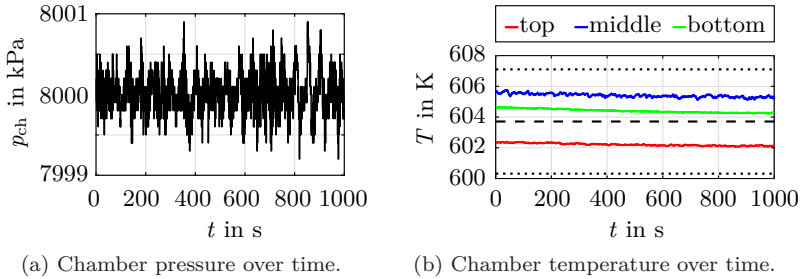 8001
8000
7999
p_ch in kPa
0 200 400 600 800 1000
t in s
(a) Chamber pressure over time.
top middle bottom
608
606
604
602
600
T in K
0 200 400 600 800 1000
t in s
(b) Chamber temperature over time.